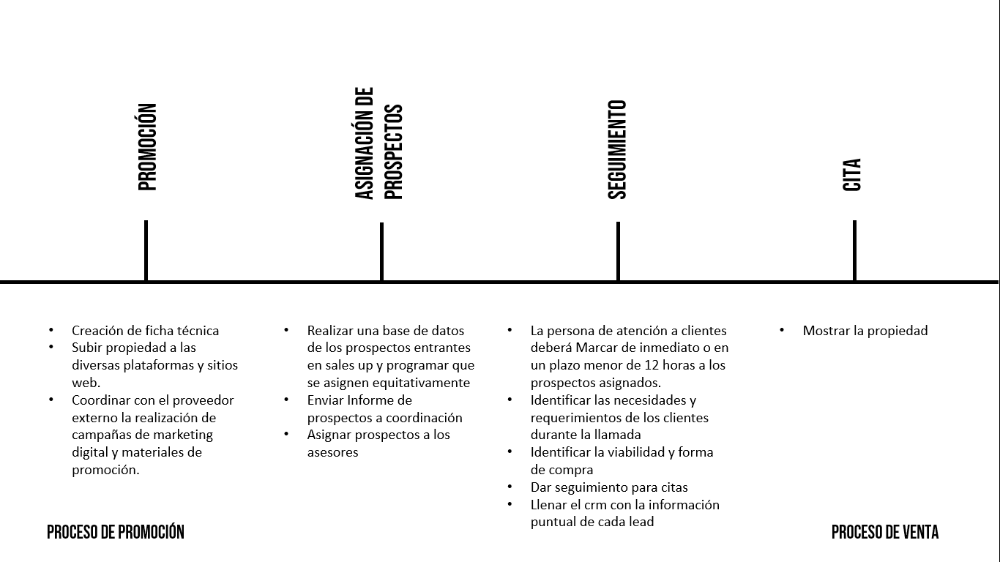 PROMOCIÓN
ASIGNACIÓN DE
PROSPECTOS
SEGUIMIENTO
CITA
• Creación de ficha técnica
• Subir propiedad a las
diversas plataformas y sitios
web.
• Coordinar con el proveedor
externo la realización de
campañas de marketing
digital y materiales de
promoción.
• Realizar una base de datos
de los prospectos entrantes
en sales up y programar que
se asignen equitativamente
• Enviar Informe de
prospectos a coordinación
• Asignar prospectos a los
asesores
• La persona de atención a clientes
deberá Marcar de inmediato o en
un plazo menor de 12 horas a los
prospectos asignados.
• Identificar las necesidades y
requerimientos de los clientes
durante la llamada
• Identificar la viabilidad y forma
de compra
• Dar seguimiento para citas
• Llenar el crm con la información
puntual de cada lead
• Mostrar la propiedad
PROCESO DE PROMOCIÓN
PROCESO DE VENTA